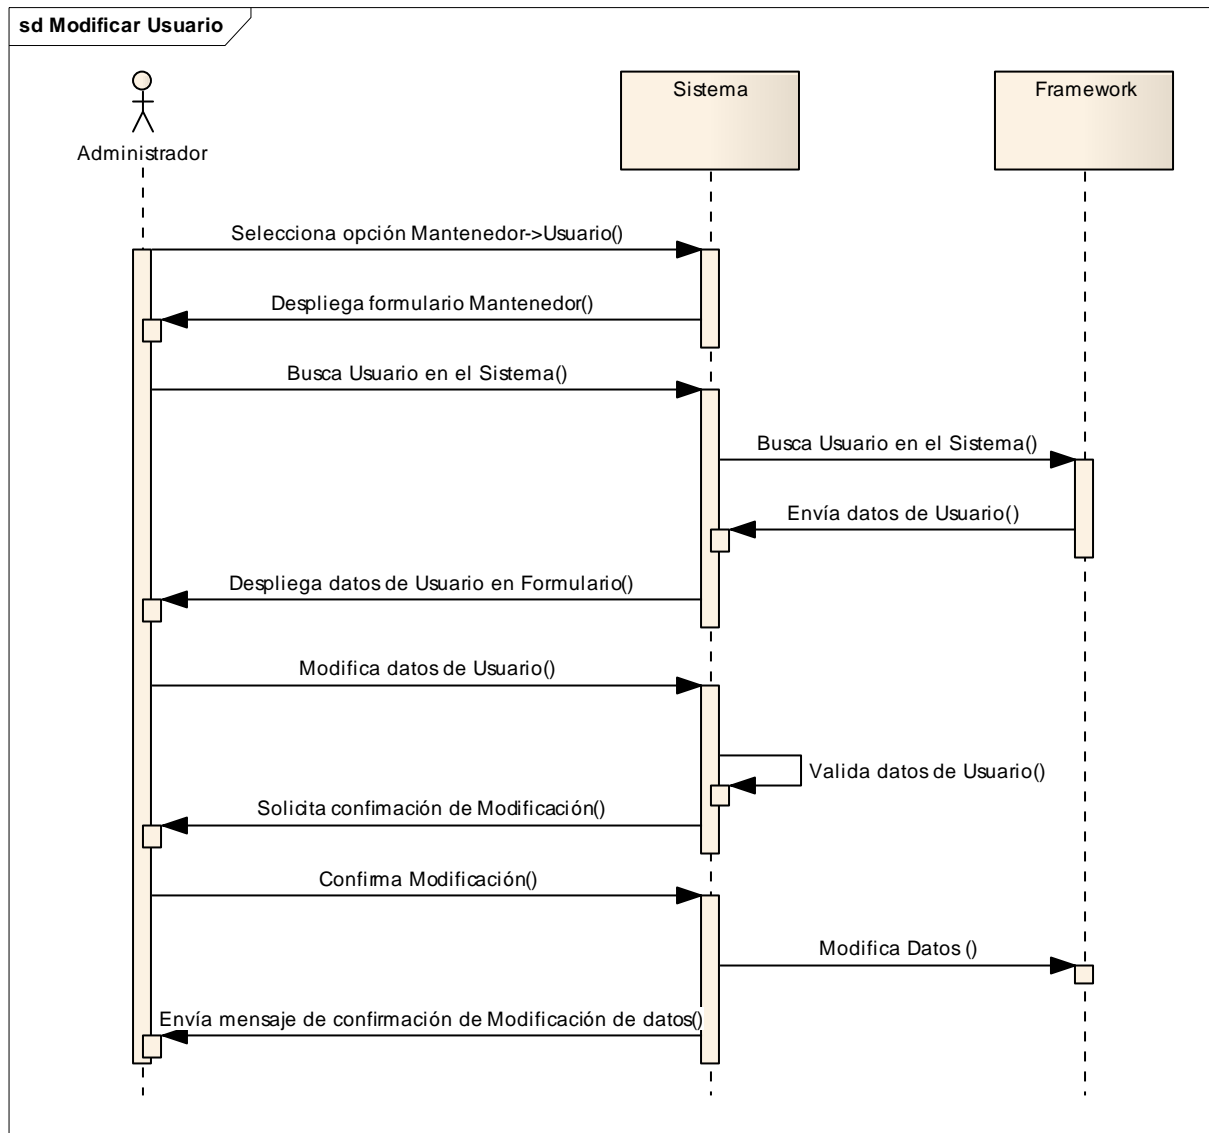 sd Modificar Usuario
Sistema
Framework
Administrador
Selecciona opción Mantenedor->Usuario()
Despliega formulario Mantenedor()
Busca Usuario en el Sistema()
Busca Usuario en el Sistema()
Envía datos de Usuario()
Despliega datos de Usuario en Formulario()
Modifica datos de Usuario()
Valida datos de Usuario()
Solicita confimación de Modificación()
Confirma Modificación()
Modifica Datos ()
Envía mensaje de confirmación de Modificación de datos()